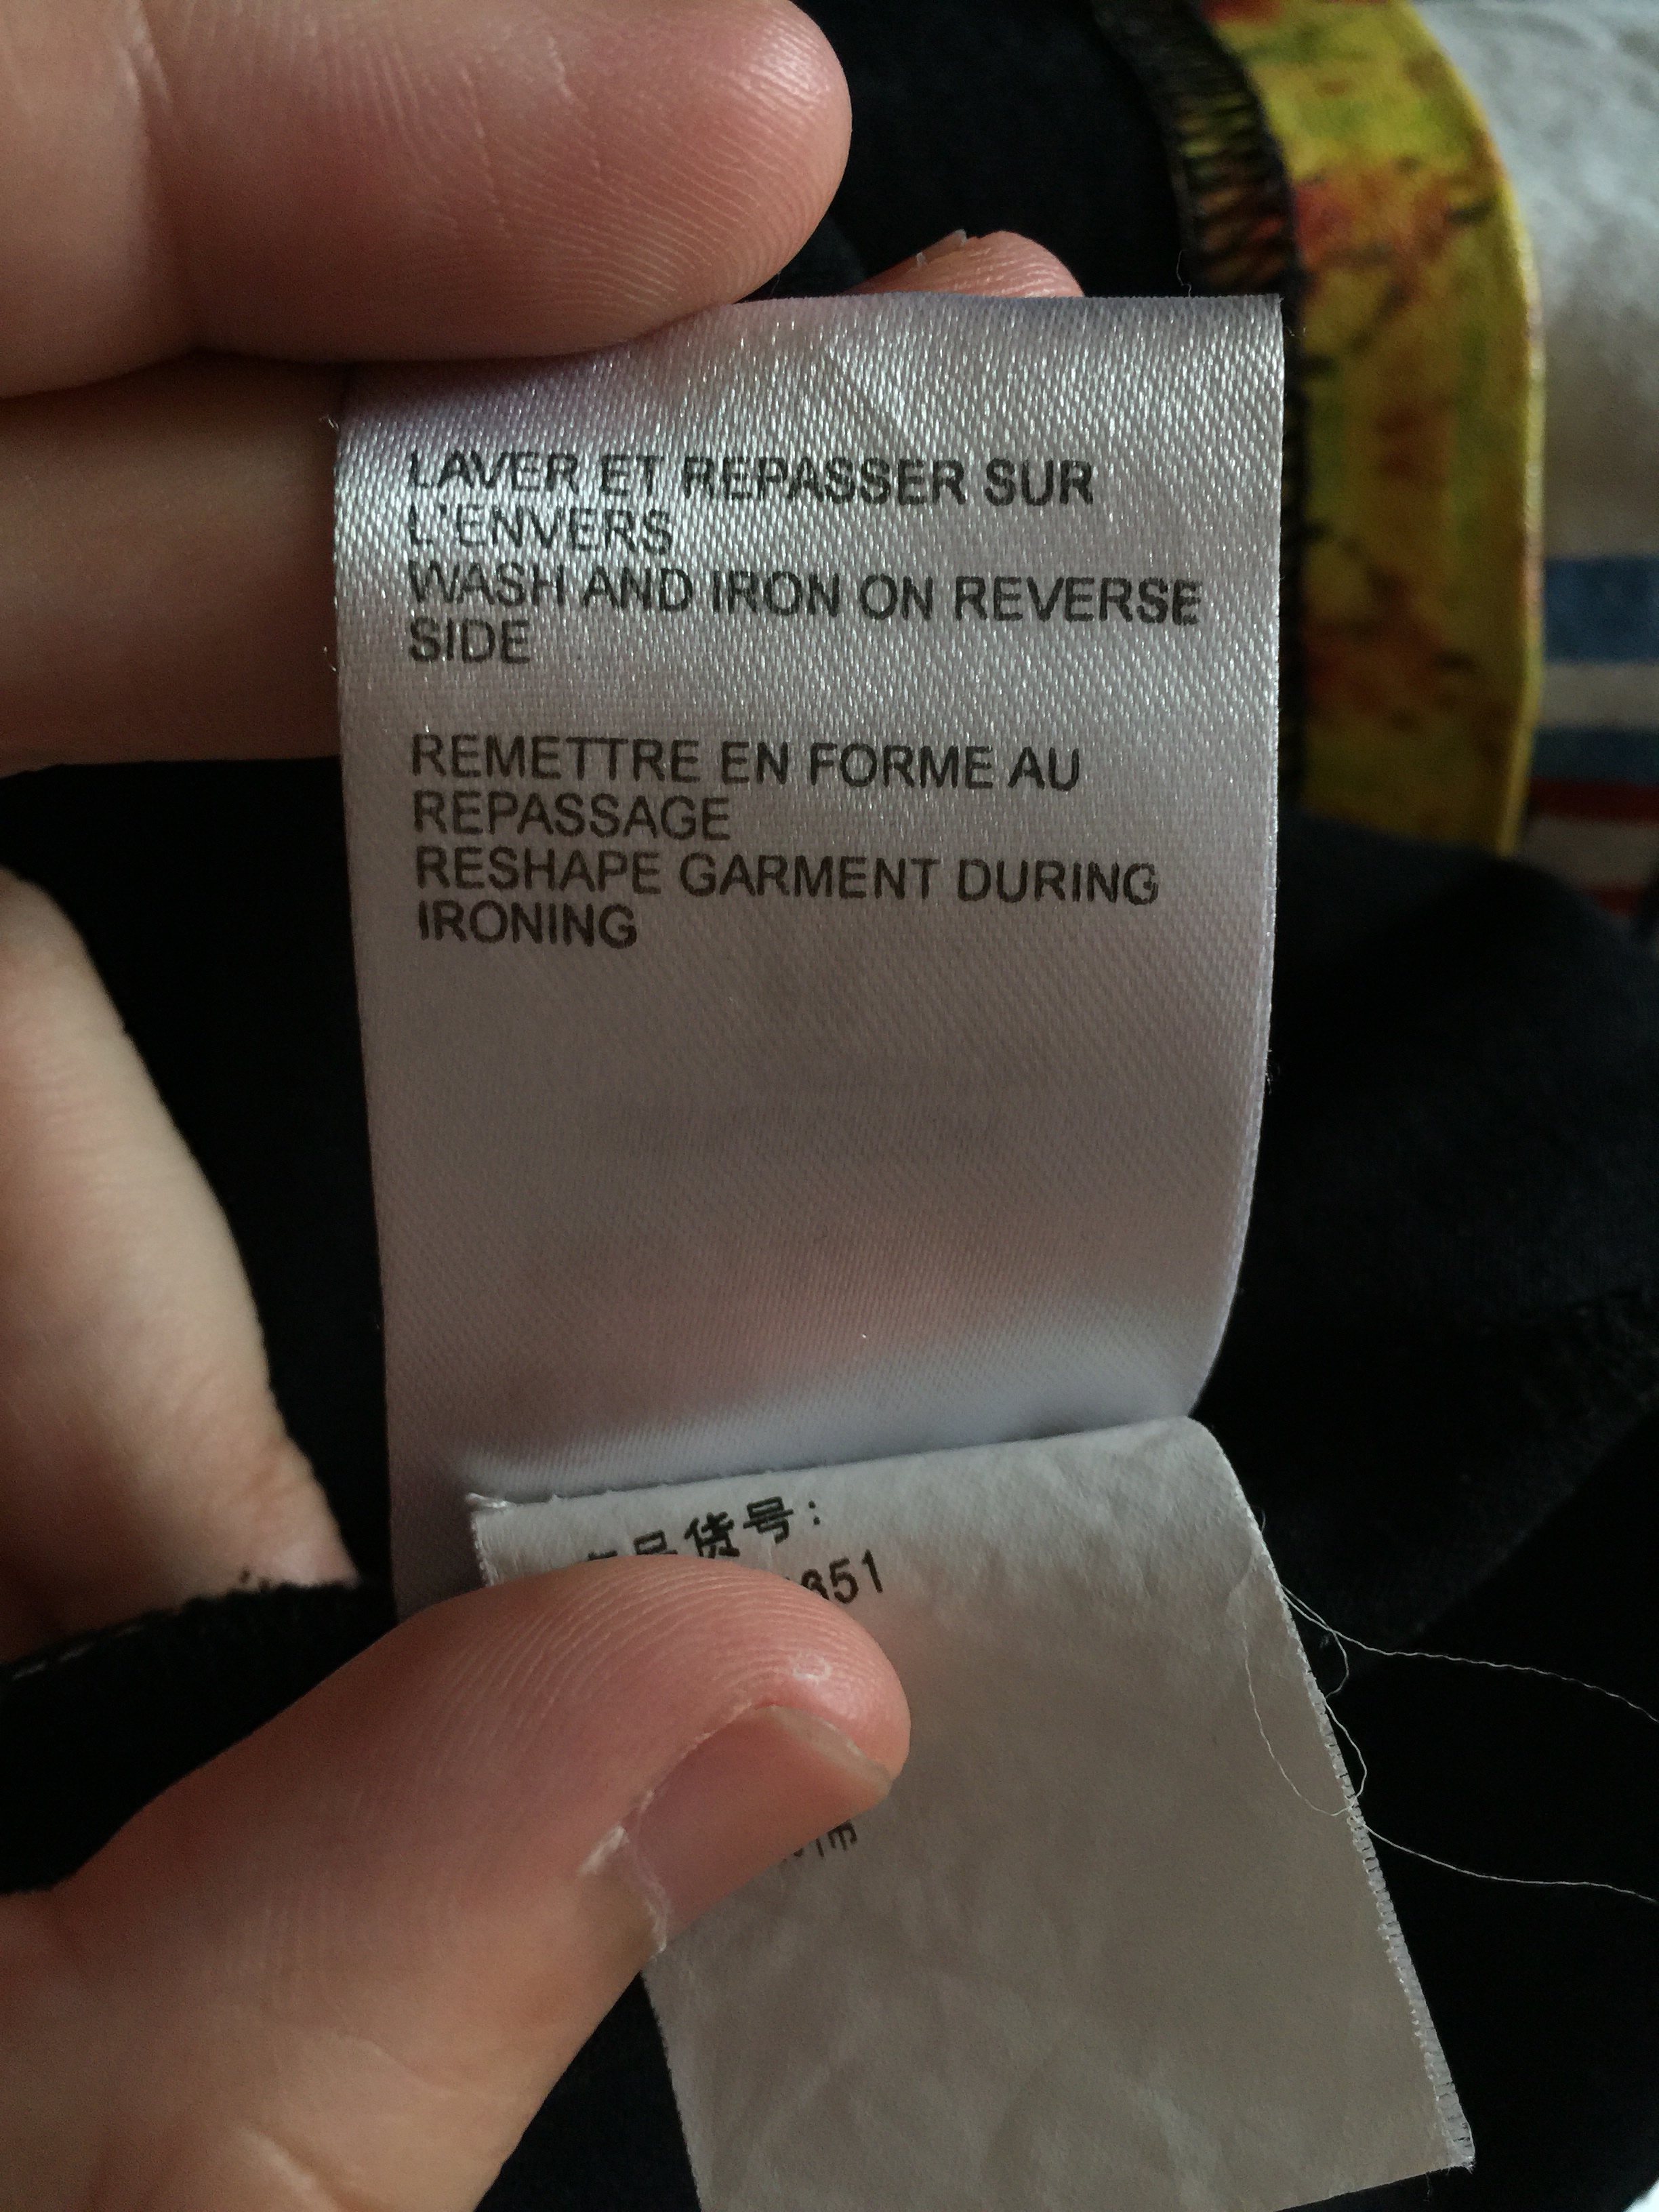 LAVER ET REPASSER SUR
L'ENVERS
WASH AND IRON ON REVERSE
SIDE
REMETTRE EN FORME AU
REPASSAGE
RESHAPE GARMENT DURING
IRONING
货号: